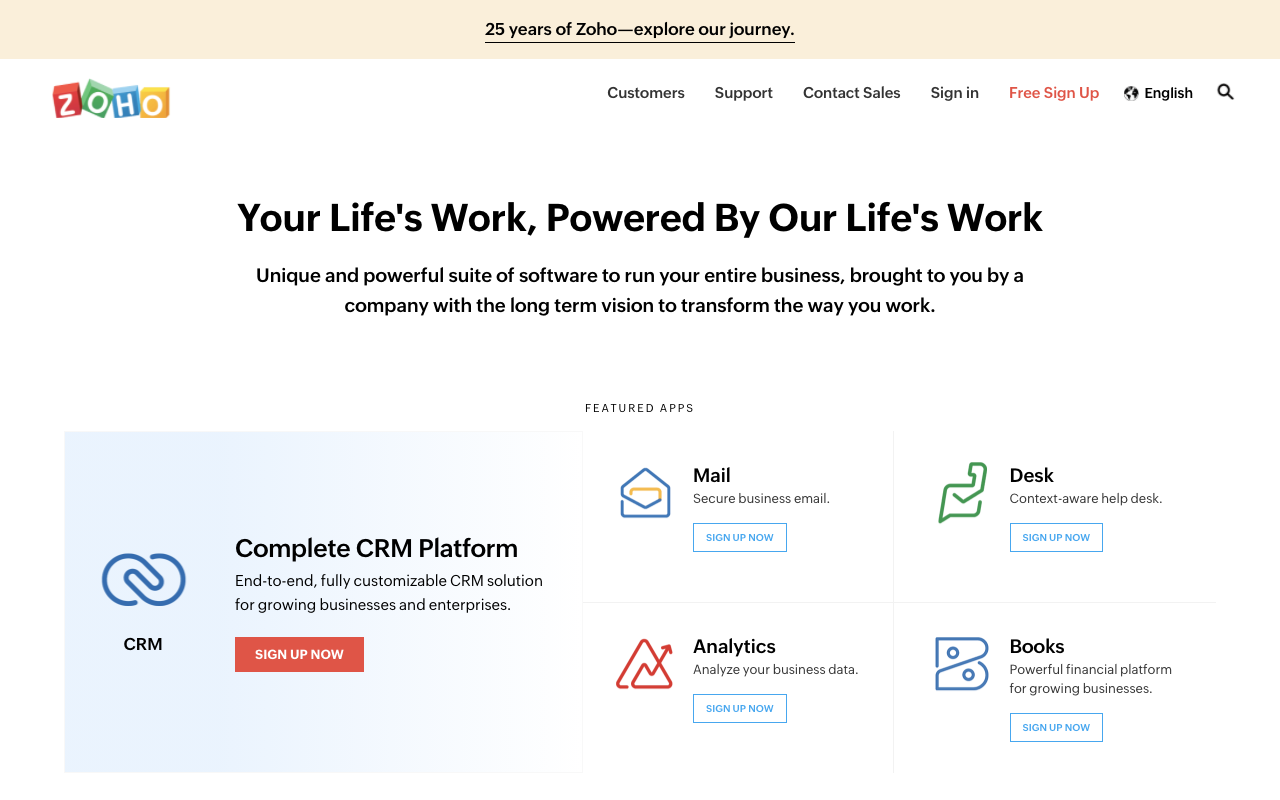 25 years of Zoho—explore our journey.
ZOHO
Customers Support Contact Sales Sign in Free Sign Up English
Your Life's Work, Powered By Our Life's Work
Unique and powerful suite of software to run your entire business, brought to you by a
company with the long term vision to transform the way you work.
FEATURED APPS
CRM
Complete CRM Platform
End-to-end, fully customizable CRM solution
for growing businesses and enterprises.
SIGN UP NOW
Mail
Secure business email.
SIGN UP NOW
Desk
Context-aware help desk.
SIGN UP NOW
Analytics
Analyze your business data.
SIGN UP NOW
Books
Powerful financial platform
for growing businesses.
SIGN UP NOW